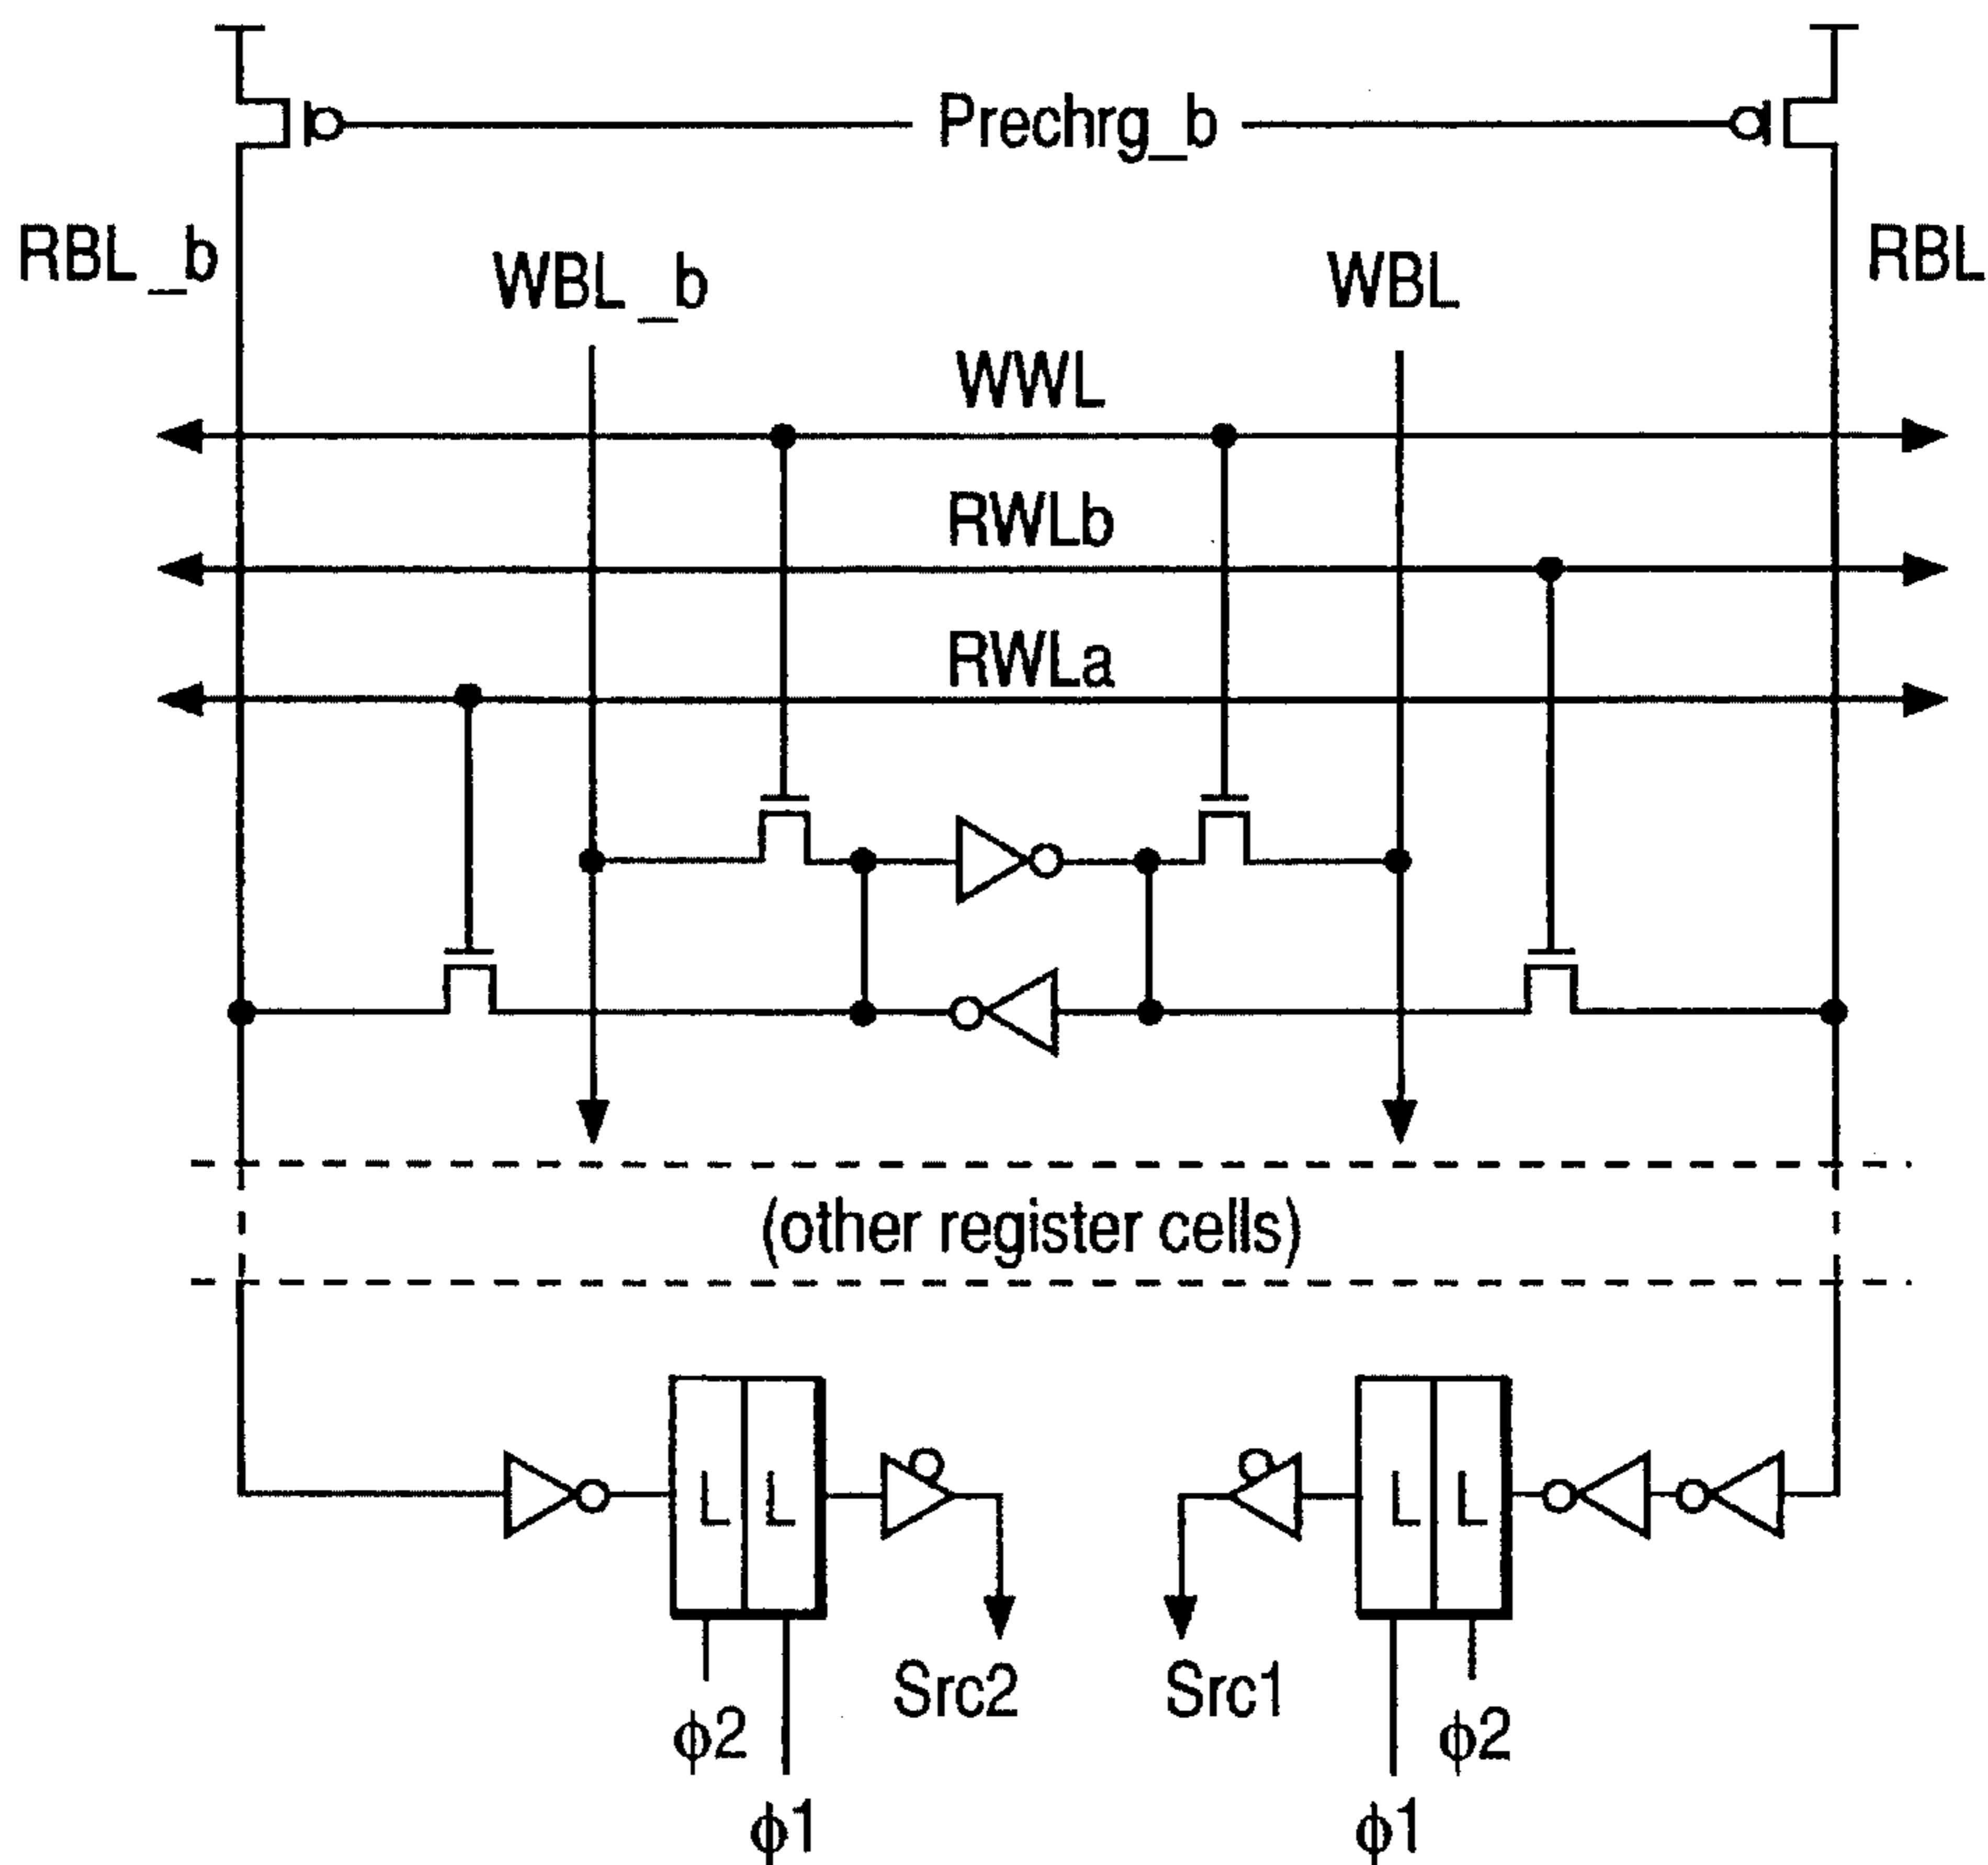 Prechrg_b
RBL_b
RBL
WBL_b
WBL
WWL
RWLb
RWLa
(other register cells)
L L
L L
Src2
Src1
ϕ2
ϕ2
ϕ1
ϕ1